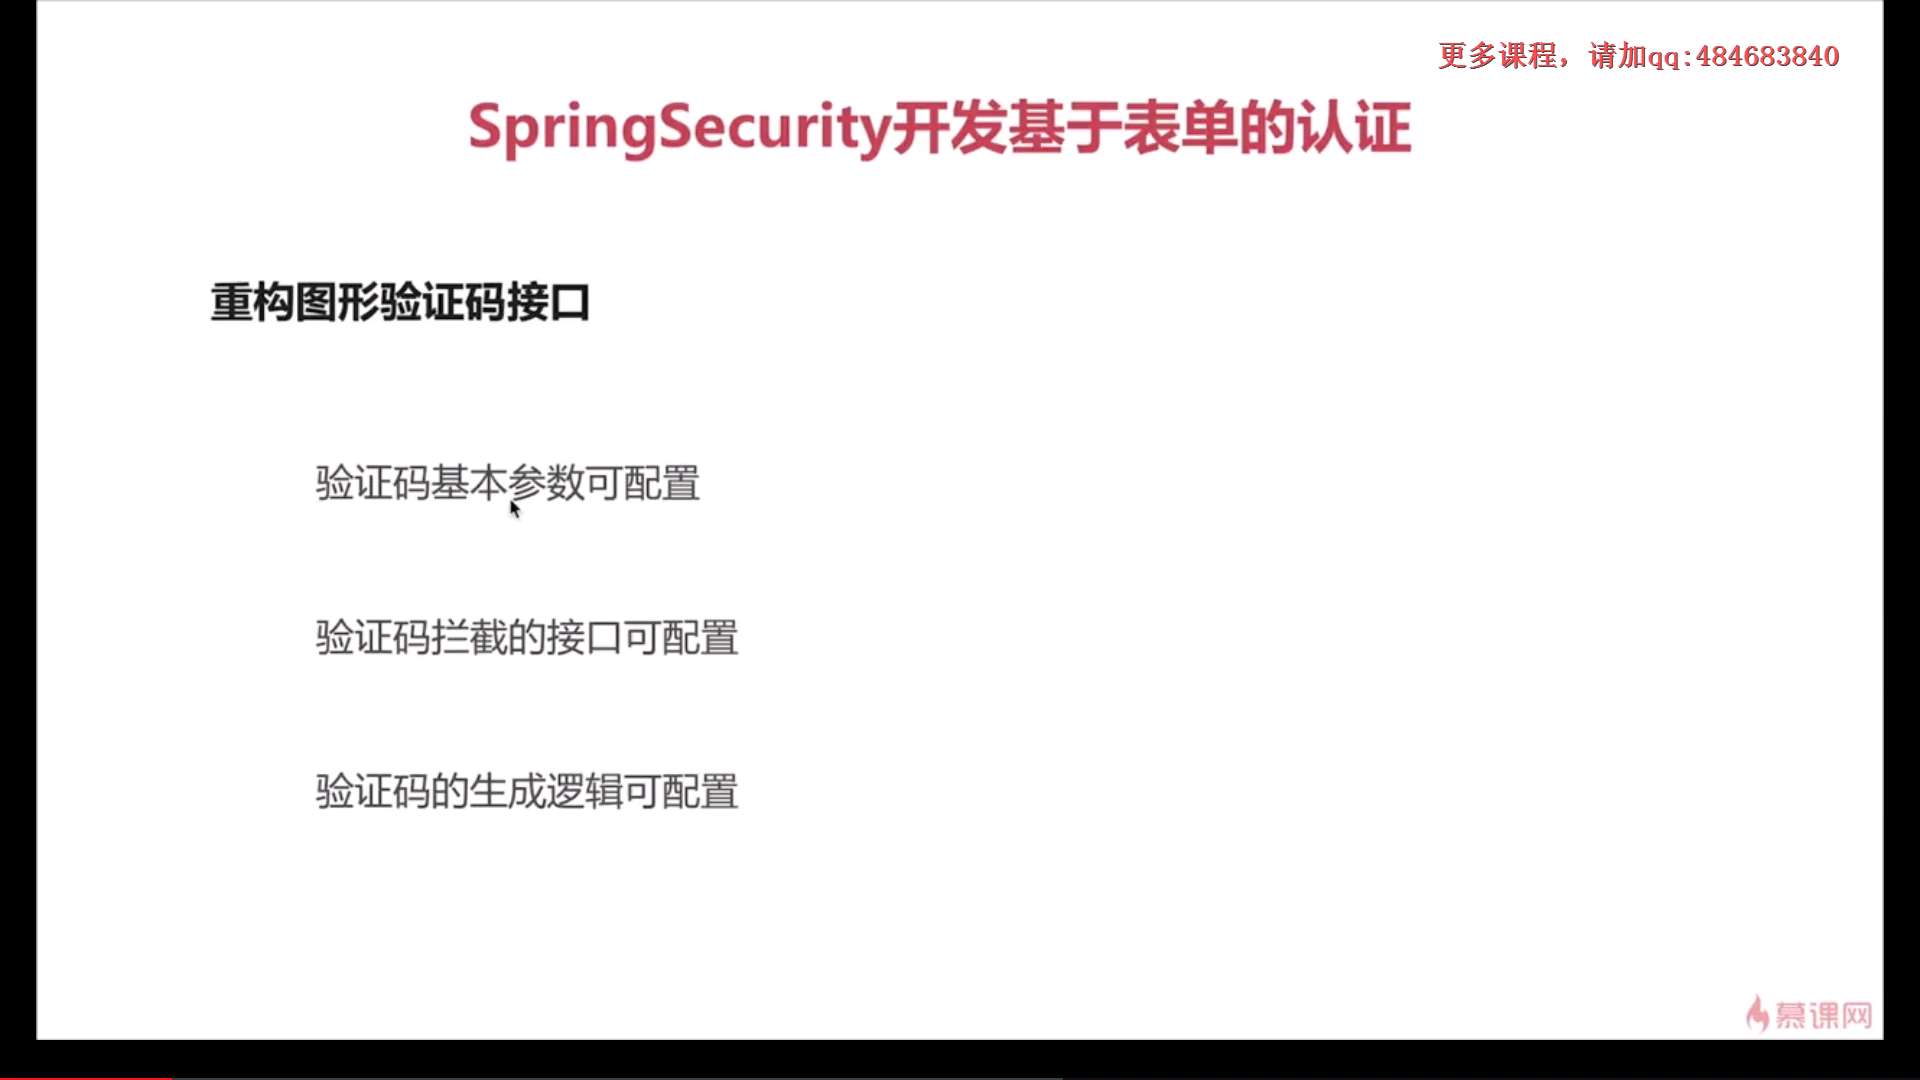 更多课程，请加qq:484683840
SpringSecurity开发基于表单的认证
重构图形验证码接口
验证码基本参数可配置
验证码拦截的接口可配置
验证码的生成逻辑可配置
慕课网